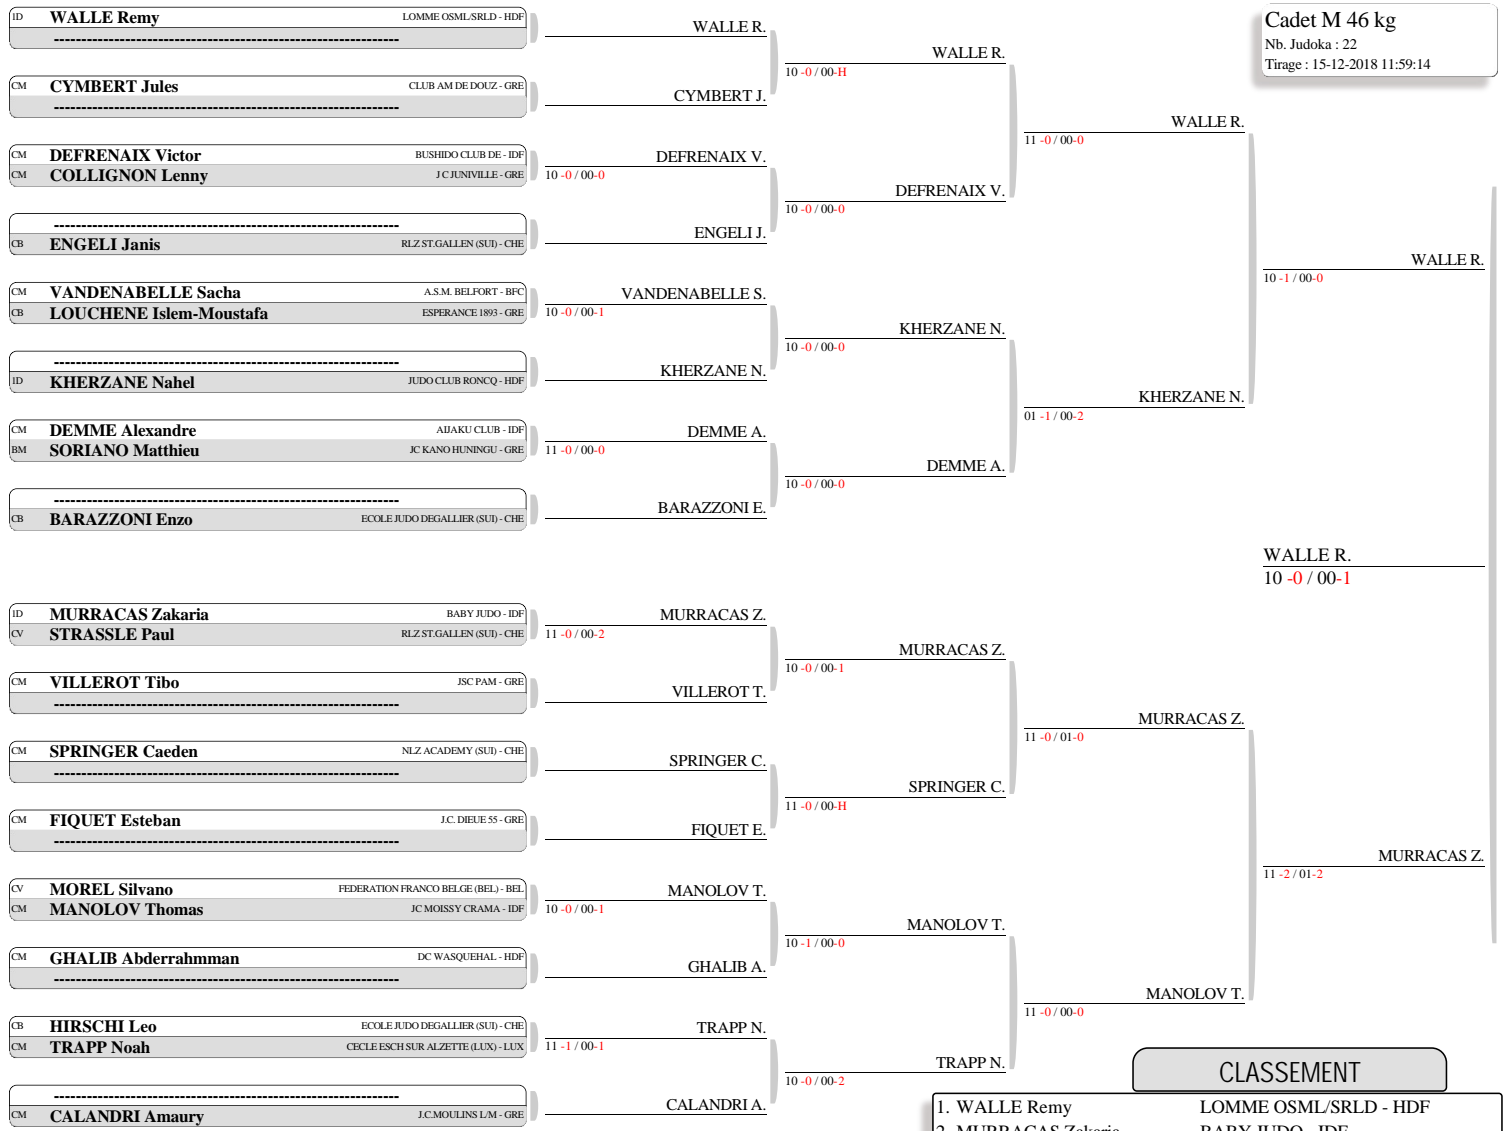 Cadet M 46 kg
Nb. Judoka : 22
Tirage : 15-12-2018 11:59:14
1D WALLE Remy LOMME OSML/SRLD - HDF
----------------------------------------------------------------
CM CYMBERT Jules CLUB AM DE DOUZ - GRE
----------------------------------------------------------------
CM DEFRENAIX Victor BUSHIDO CLUB DE - IDF
CM COLLIGNON Lenny J C JUNIVILLE - GRE
----------------------------------------------------------------
CB ENGELI Janis RLZ ST.GALLEN (SUI) - CHE
CM VANDENABELLE Sacha A.S.M. BELFORT - BFC
CB LOUCHENE Islem-Moustafa ESPERANCE 1893 - GRE
----------------------------------------------------------------
1D KHERZANE Nahel JUDO CLUB RONCQ - HDF
CM DEMME Alexandre AIJAKU CLUB - IDF
BM SORIANO Matthieu JC KANO HUNINGU - GRE
----------------------------------------------------------------
CB BARAZZONI Enzo ECOLE JUDO DEGALLIER (SUI) - CHE
1D MURRACAS Zakaria BABY JUDO - IDF
CV STRASSLE Paul RLZ ST.GALLEN (SUI) - CHE
CM VILLEROT Tibo JSC PAM - GRE
----------------------------------------------------------------
CM SPRINGER Caeden NLZ ACADEMY (SUI) - CHE
----------------------------------------------------------------
CM FIQUET Esteban J.C. DIEUE 55 - GRE
----------------------------------------------------------------
CV MOREL Silvano FEDERATION FRANCO BELGE (BEL) - BEL
CM MANOLOV Thomas JC MOISSY CRAMA - IDF
CM GHALIB Abderrahmman DC WASQUEHAL - HDF
----------------------------------------------------------------
CB HIRSCHI Leo ECOLE JUDO DEGALLIER (SUI) - CHE
CM TRAPP Noah CECLE ESCH SUR ALZETTE (LUX) - LUX
----------------------------------------------------------------
CM CALANDRI Amaury J.C.MOULINS L/M - GRE
WALLE R.
CYMBERT J.
DEFRENAIX V.
10 -0 / 00-0
ENGELI J.
VANDENABELLE S.
10 -0 / 00-1
KHERZANE N.
DEMME A.
11 -0 / 00-0
BARAZZONI E.
MURRACAS Z.
11 -0 / 00-2
VILLEROT T.
SPRINGER C.
FIQUET E.
MANOLOV T.
10 -0 / 00-1
GHALIB A.
TRAPP N.
11 -1 / 00-1
CALANDRI A.
WALLE R.
10 -0 / 00-H
DEFRENAIX V.
10 -0 / 00-0
KHERZANE N.
10 -0 / 00-0
DEMME A.
10 -0 / 00-0
MURRACAS Z.
10 -0 / 00-1
SPRINGER C.
11 -0 / 00-H
MANOLOV T.
10 -1 / 00-0
TRAPP N.
10 -0 / 00-2
WALLE R.
11 -0 / 00-0
KHERZANE N.
01 -1 / 00-2
MURRACAS Z.
11 -0 / 01-0
MANOLOV T.
11 -0 / 00-0
WALLE R.
10 -1 / 00-0
MURRACAS Z.
11 -2 / 01-2
WALLE R.
10 -0 / 00-1
CLASSEMENT
1. WALLE Remy LOMME OSML/SRLD - HDF
2. MURRACAS Zakaria BABY JUDO - IDF